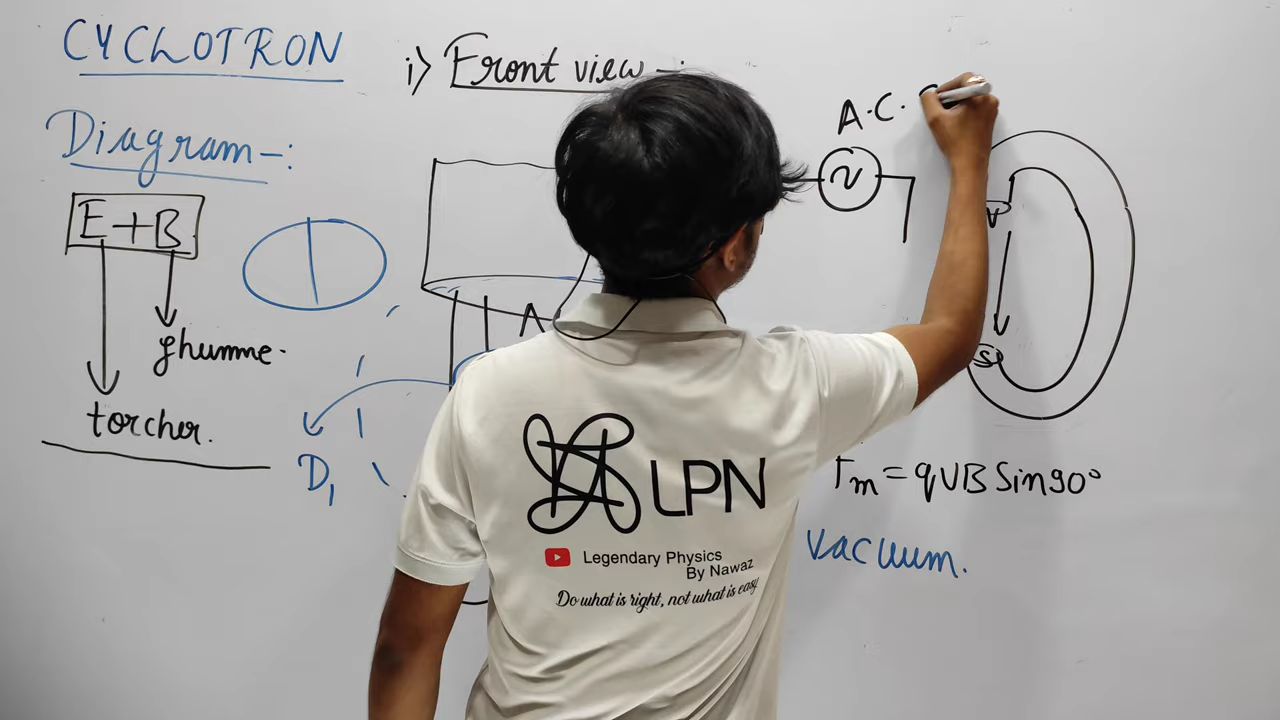 CYCLOTRON
i) Front view -:
A.C.
Diagram -:
E+B
ghumne.
torcher.
D₁
N
S
Fm = qVB Sin90°
vacuum.
LPN
Legendary Physics
By Nawaz
Do what is right, not what is easy